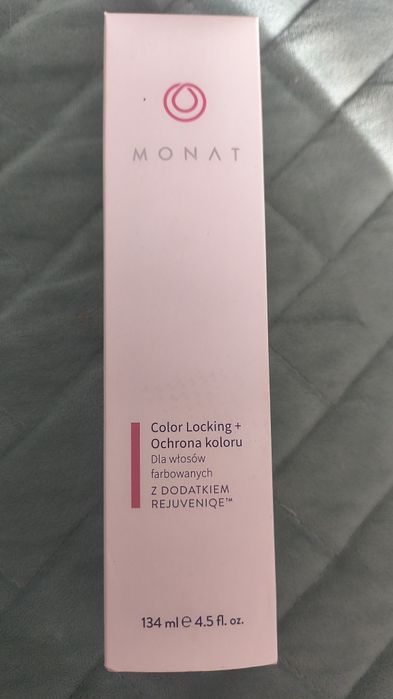 MONAT
Color Locking +
Ochrona koloru
Dla włosów
farbowanych
Z DODATKIEM
REJUVENIQE™
134 ml ℮ 4.5 fl. oz.